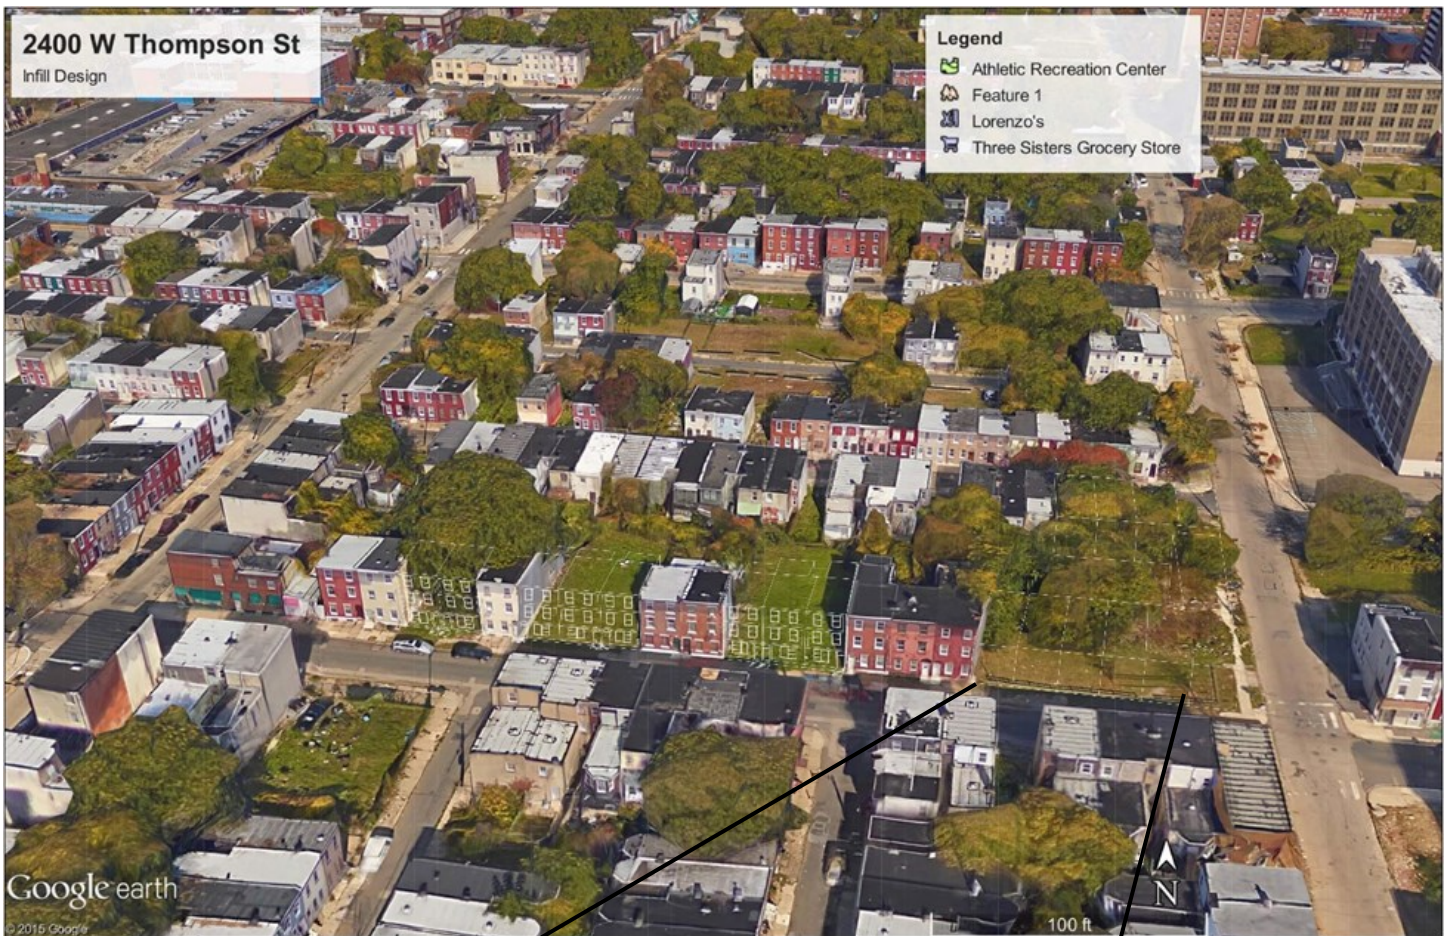 2400 W Thompson St
Infill Design
Legend
Athletic Recreation Center
Feature 1
Lorenzo's
Three Sisters Grocery Store
N
100 ft
Google earth
© 2015 Google